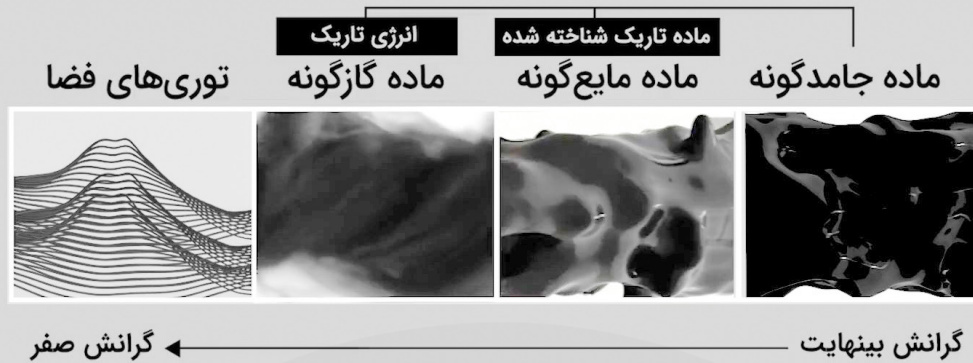 ماده تاریک شناخته شده
انرژی تاریک
ماده جامدگونه
ماده مایع‌گونه
ماده گازگونه
توری‌های فضا
گرانش بینهایت
گرانش صفر